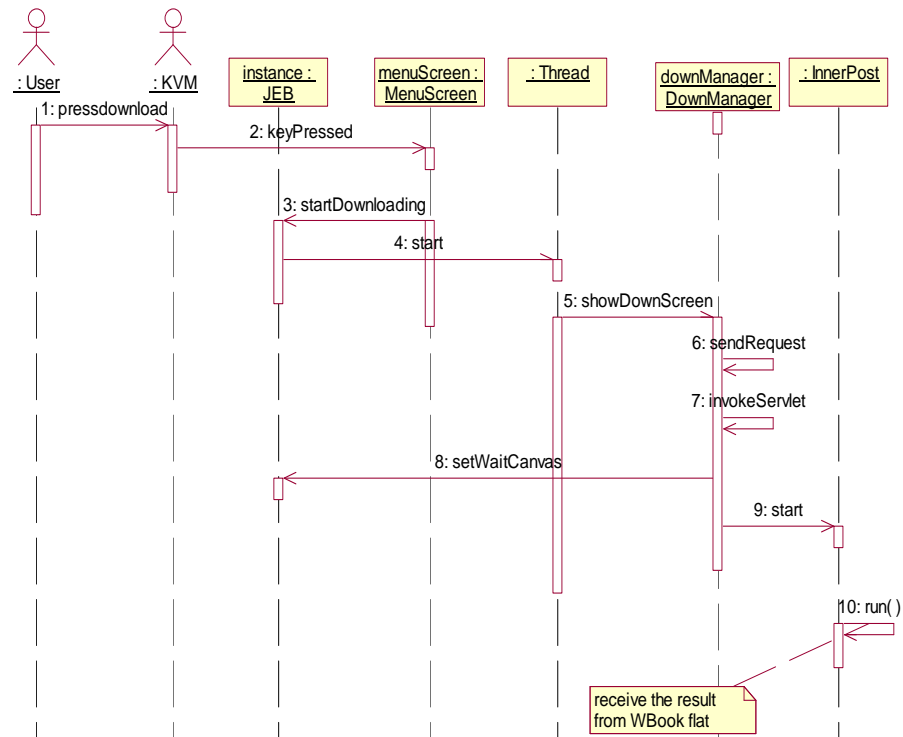 : User
: KVM
instance :
JEB
menuScreen :
MenuScreen
: Thread
downManager :
DownManager
: InnerPost
1: pressdownload
2: keyPressed
3: startDownloading
4: start
5: showDownScreen
6: sendRequest
7: invokeServlet
8: setWaitCanvas
9: start
10: run( )
receive the result
from WBook flat